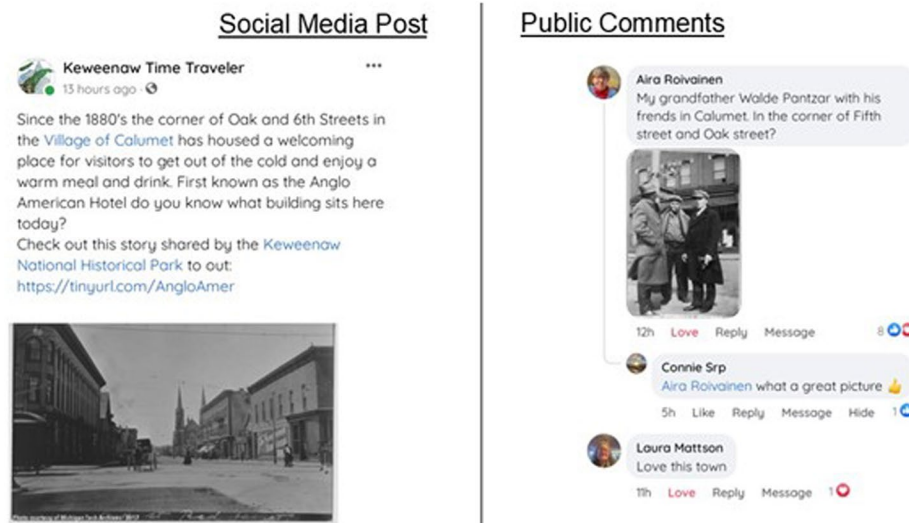 Social Media Post
Keweenaw Time Traveler
13 hours ago ·
Since the 1880's the corner of Oak and 6th Streets in
the Village of Calumet has housed a welcoming
place for visitors to get out of the cold and enjoy a
warm meal and drink. First known as the Anglo
American Hotel do you know what building sits here
today?
Check out this story shared by the Keweenaw
National Historical Park to out:
https://tinyurl.com/AngloAmer
Photo courtesy of Michigan Tech Archives
Public Comments
Aira Roivainen
My grandfather Walde Pantzar with his
frends in Calumet. In the corner of Fifth
street and Oak street?
12h Love Reply Message 8
Connie Srp
Aira Roivainen what a great picture 👍
5h Like Reply Message Hide 1
Laura Mattson
Love this town
11h Love Reply Message 1